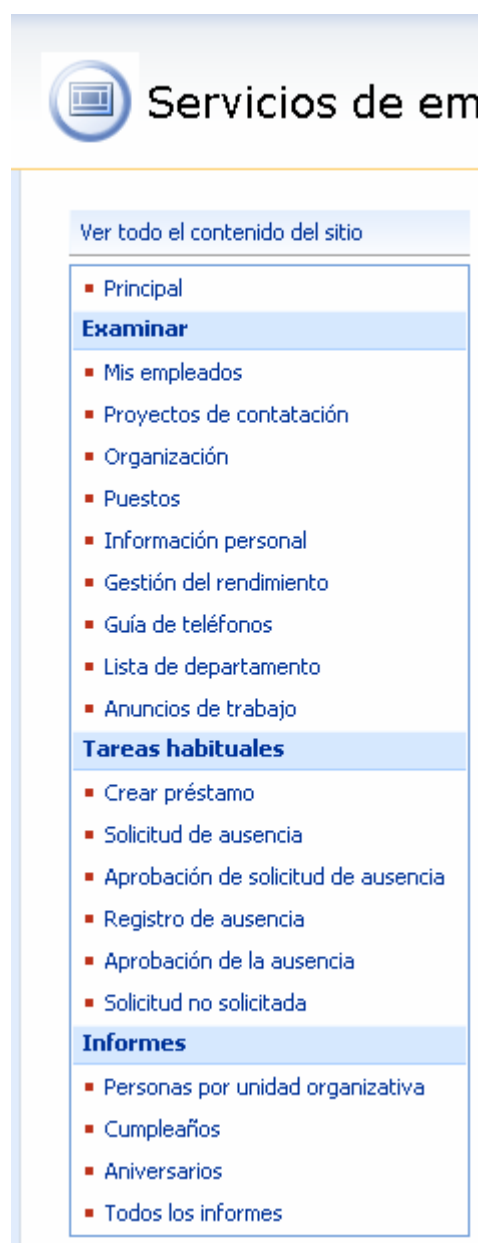 Servicios de em
Ver todo el contenido del sitio
Principal
Examinar
Mis empleados
Proyectos de contatación
Organización
Puestos
Información personal
Gestión del rendimiento
Guía de teléfonos
Lista de departamento
Anuncios de trabajo
Tareas habituales
Crear préstamo
Solicitud de ausencia
Aprobación de solicitud de ausencia
Registro de ausencia
Aprobación de la ausencia
Solicitud no solicitada
Informes
Personas por unidad organizativa
Cumpleaños
Aniversarios
Todos los informes